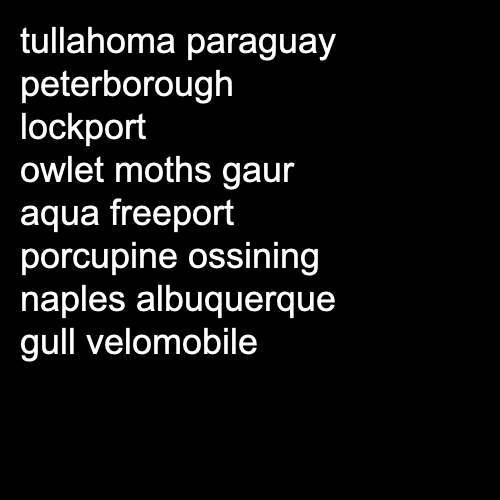 tullahoma paraguay
peterborough
lockport
owlet moths gaur
aqua freeport
porcupine ossining
naples albuquerque
gull velomobile